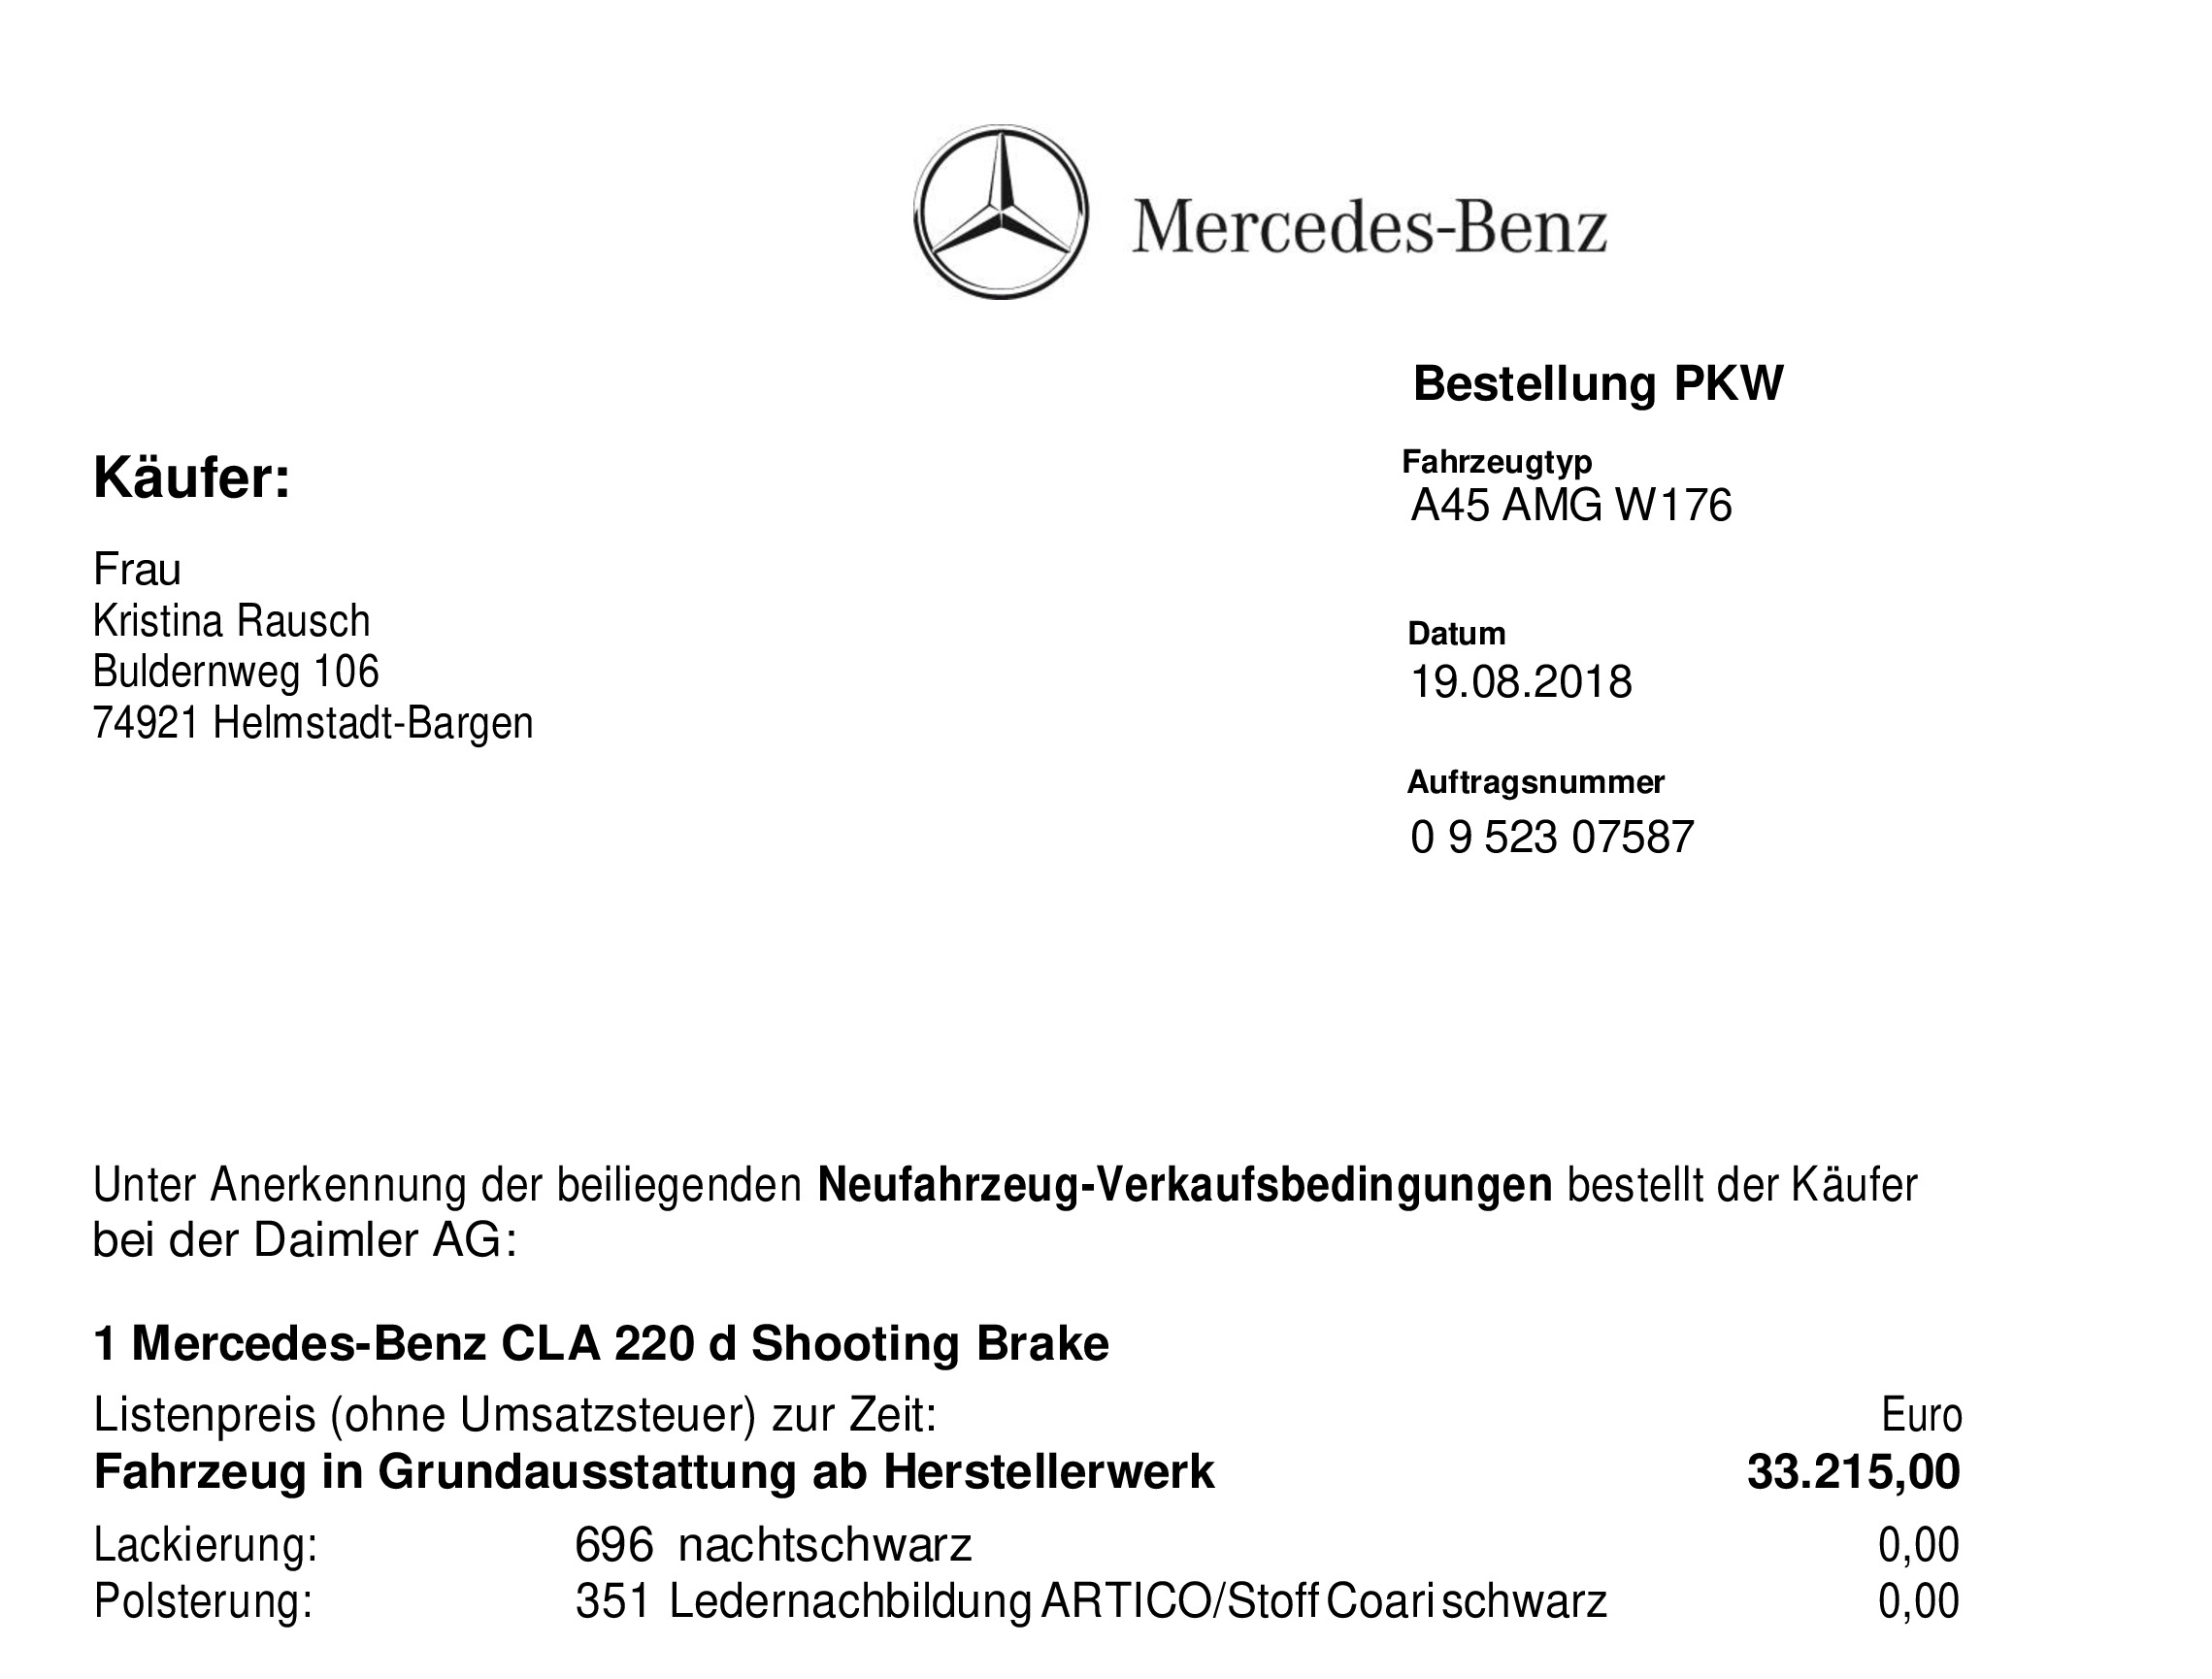 Mercedes-Benz
Bestellung PKW
Käufer:
Fahrzeugtyp
A45 AMG W176
Frau
Kristina Rausch
Buldernweg 106
74921 Helmstadt-Bargen
Datum
19.08.2018
Auftragsnummer
0 9 523 07587
Unter Anerkennung der beiliegenden Neufahrzeug-Verkaufsbedingungen bestellt der Käufer
bei der Daimler AG:
1 Mercedes-Benz CLA 220 d Shooting Brake
Listenpreis (ohne Umsatzsteuer) zur Zeit: Euro
Fahrzeug in Grundausstattung ab Herstellerwerk 33.215,00
Lackierung: 696 nachtschwarz 0,00
Polsterung: 351 Ledernachbildung ARTICO/Stoff Coari schwarz 0,00